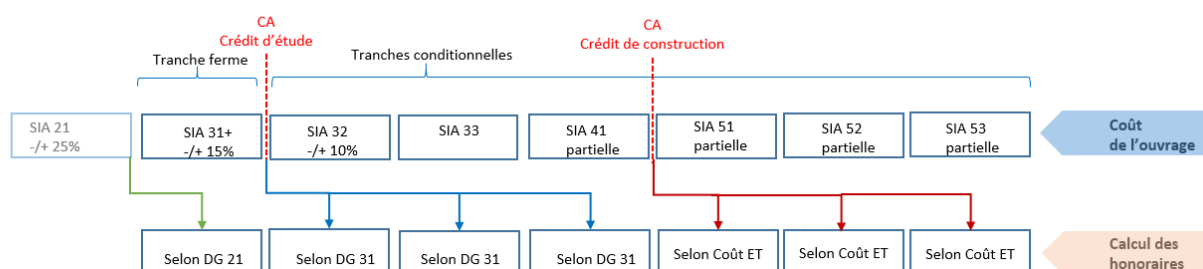 CA
Crédit d'étude
CA
Crédit de construction
Tranche ferme
Tranches conditionnelles
SIA 21
-/+ 25%
SIA 31+
-/+ 15%
SIA 32
-/+ 10%
SIA 33
SIA 41
partielle
SIA 51
partielle
SIA 52
partielle
SIA 53
partielle
Coût
de l'ouvrage
Selon DG 21
Selon DG 31
Selon DG 31
Selon DG 31
Selon Coût ET
Selon Coût ET
Selon Coût ET
Calcul des
honoraires